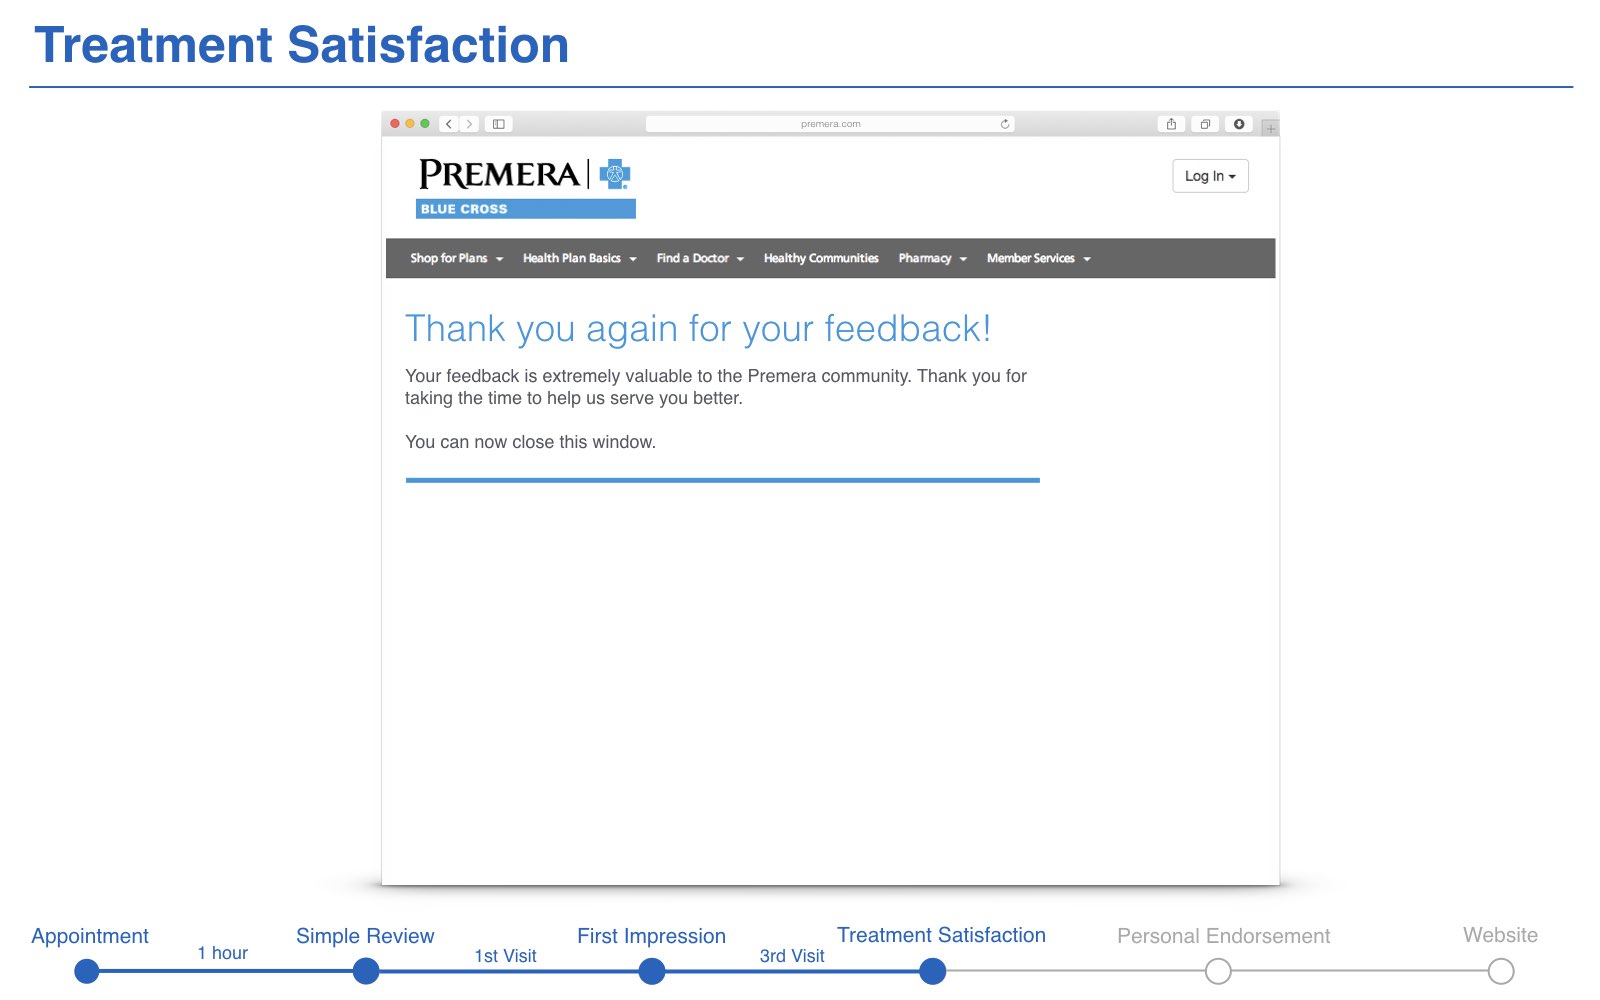 Treatment Satisfaction
premera.com
PREMERA
BLUE CROSS
Log In
Shop for Plans Health Plan Basics Find a Doctor Healthy Communities Pharmacy Member Services
Thank you again for your feedback!
Your feedback is extremely valuable to the Premera community. Thank you for
taking the time to help us serve you better.
You can now close this window.
Appointment
1 hour
Simple Review
1st Visit
First Impression
3rd Visit
Treatment Satisfaction
Personal Endorsement
Website